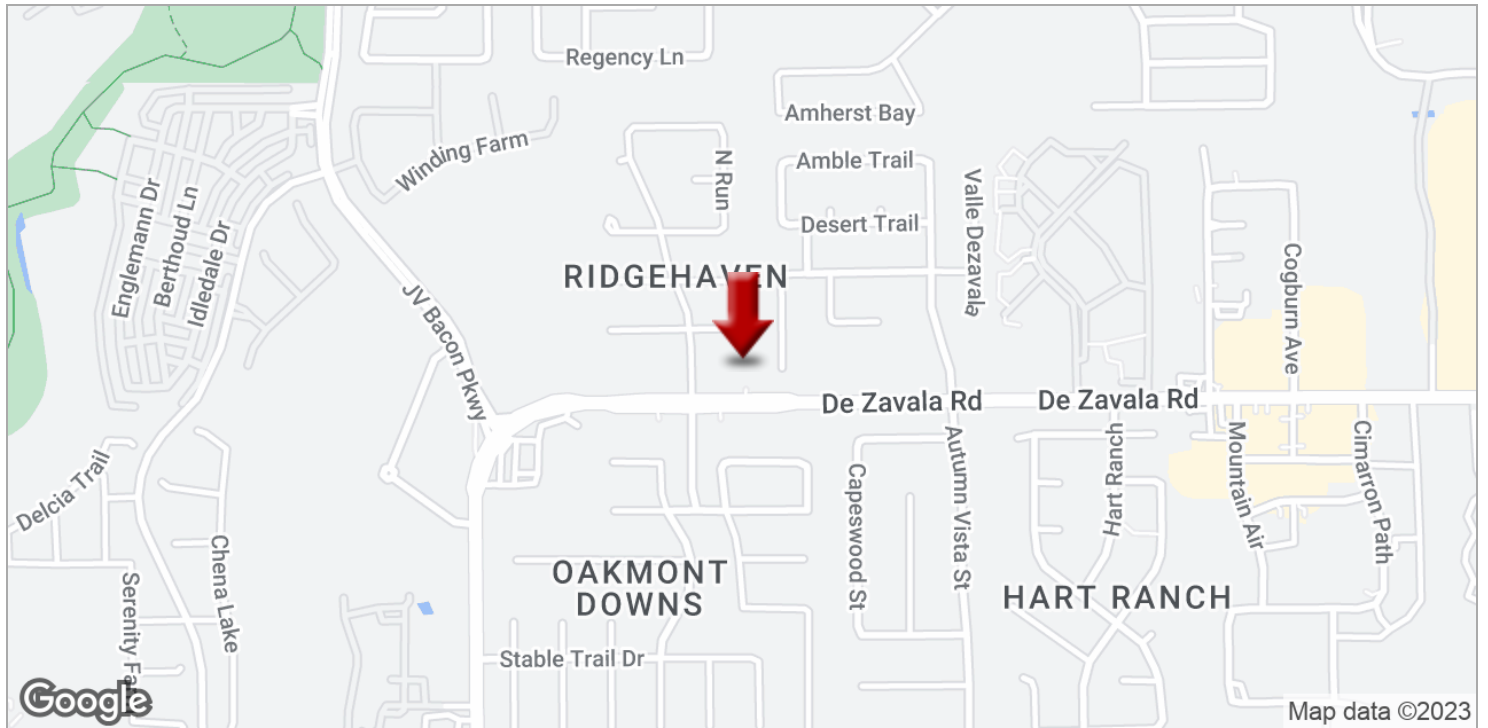 Regency Ln
Amherst Bay
Winding Farm
N Run
Amble Trail
Valle Dezavala
Desert Trail
Englemann Dr
Berthoud Ln
Idledale Dr
RIDGEHAVEN
Cogburn Ave
JV Bacon Pkwy
De Zavala Rd
De Zavala Rd
Delcia Trail
Capeswood St
Autumn Vista St
Hart Ranch
Mountain Air
Cimarron Path
Chena Lake
Serenity
OAKMONT
DOWNS
HART RANCH
Stable Trail Dr
Google
Map data ©2023